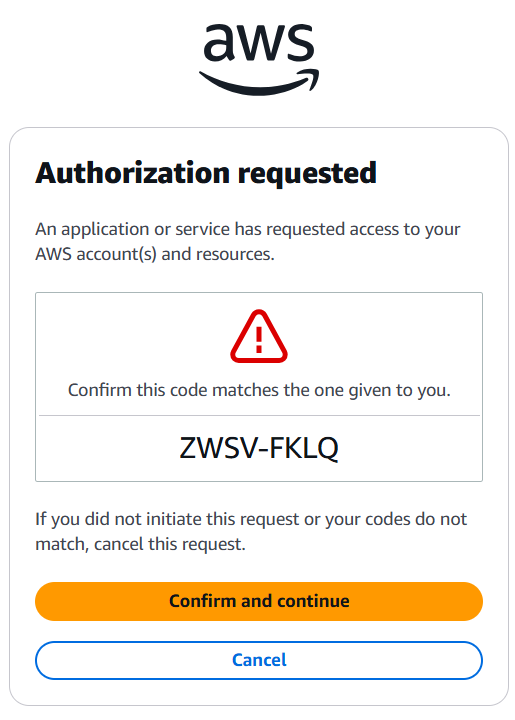 aws
Authorization requested
An application or service has requested access to your
AWS account(s) and resources.
Confirm this code matches the one given to you.
ZWSV-FKLQ
If you did not initiate this request or your codes do not
match, cancel this request.
Confirm and continue
Cancel